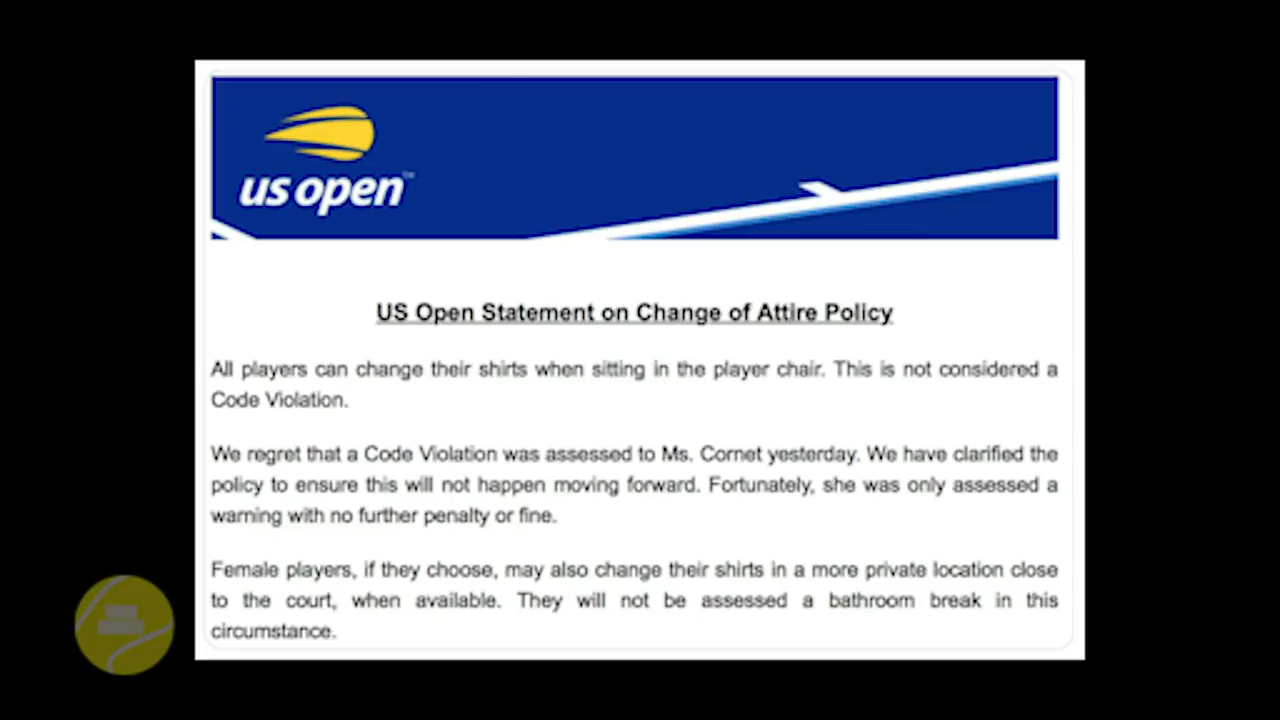 us open™
US Open Statement on Change of Attire Policy
All players can change their shirts when sitting in the player chair. This is not considered a
Code Violation.
We regret that a Code Violation was assessed to Ms. Cornet yesterday. We have clarified the
policy to ensure this will not happen moving forward. Fortunately, she was only assessed a
warning with no further penalty or fine.
Female players, if they choose, may also change their shirts in a more private location close
to the court, when available. They will not be assessed a bathroom break in this
circumstance.